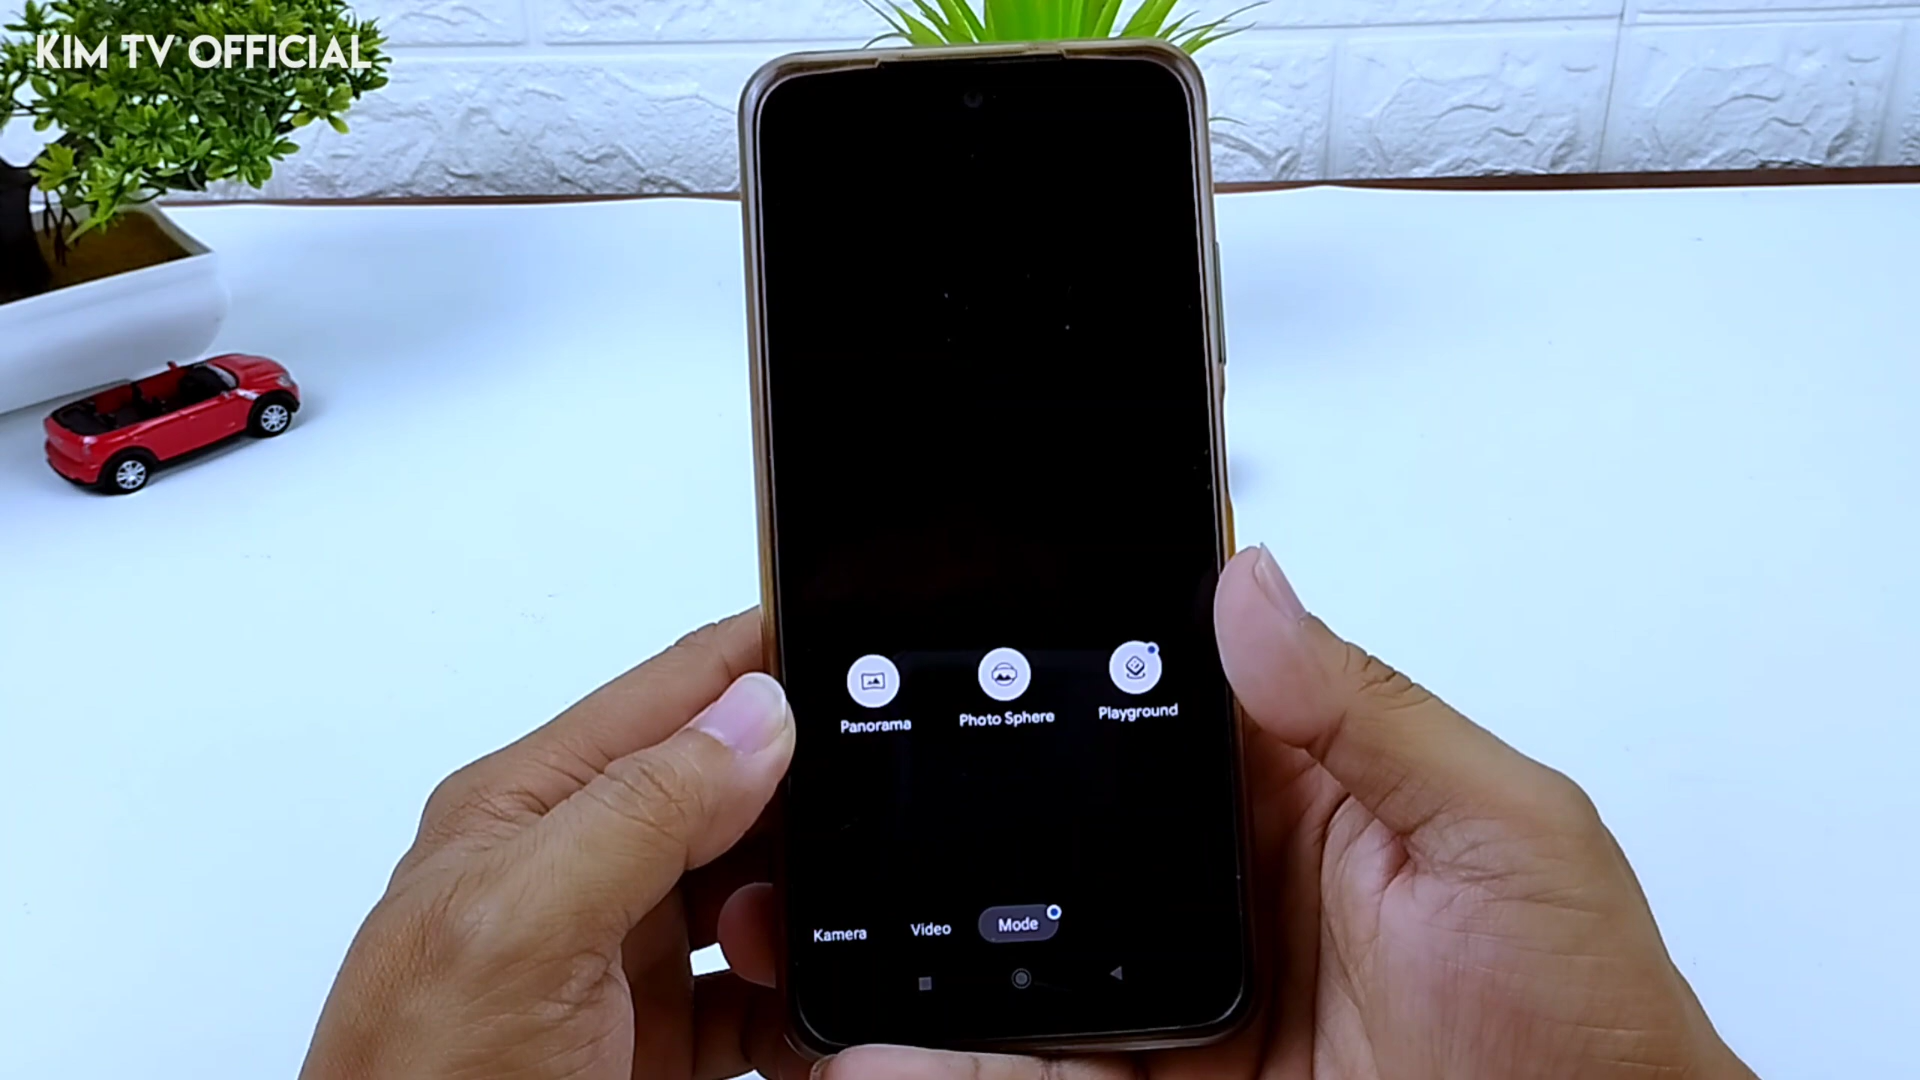 KIM TV OFFICIAL
Panorama
Photo Sphere
Playground
Kamera
Video
Mode